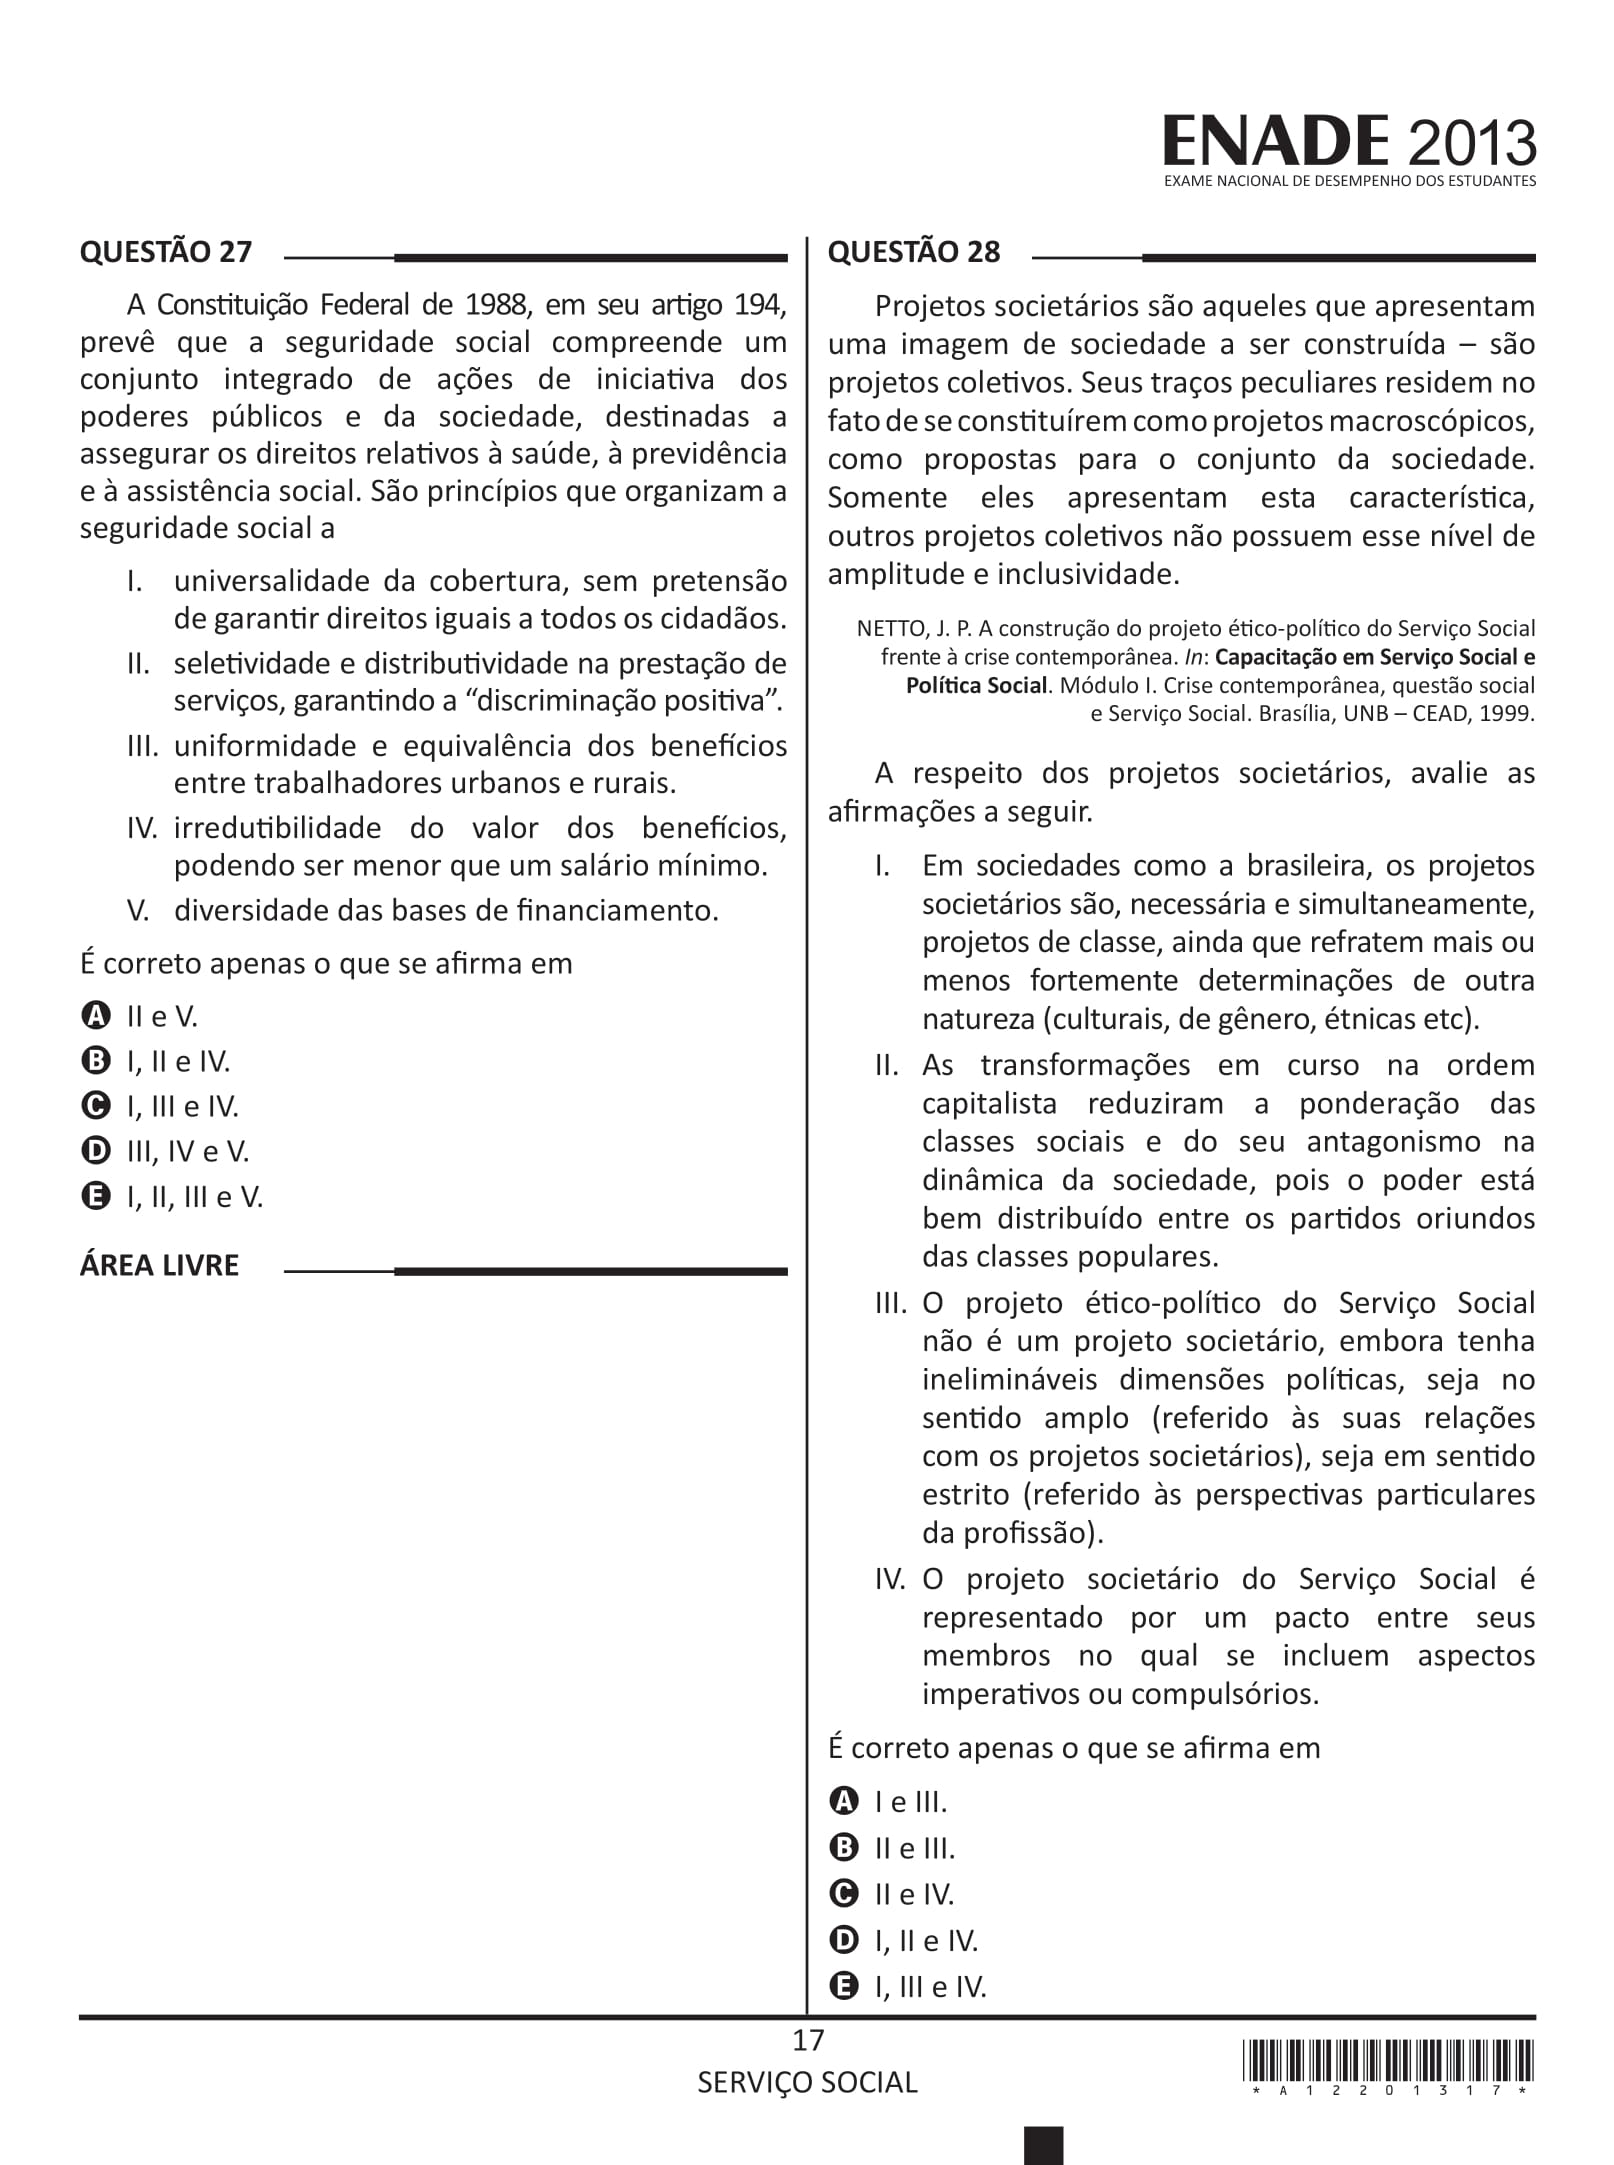 ENADE 2013
EXAME NACIONAL DE DESEMPENHO DOS ESTUDANTES
QUESTÃO 27
A Constituição Federal de 1988, em seu artigo 194,
prevê que a seguridade social compreende um
conjunto integrado de ações de iniciativa dos
poderes públicos e da sociedade, destinadas a
assegurar os direitos relativos à saúde, à previdência
e à assistência social. São princípios que organizam a
seguridade social a
I. universalidade da cobertura, sem pretensão
de garantir direitos iguais a todos os cidadãos.
II. seletividade e distributividade na prestação de
serviços, garantindo a “discriminação positiva”.
III. uniformidade e equivalência dos benefícios
entre trabalhadores urbanos e rurais.
IV. irredutibilidade do valor dos benefícios,
podendo ser menor que um salário mínimo.
V. diversidade das bases de financiamento.
É correto apenas o que se afirma em
A II e V.
B I, II e IV.
C I, III e IV.
D III, IV e V.
E I, II, III e V.
ÁREA LIVRE
QUESTÃO 28
Projetos societários são aqueles que apresentam
uma imagem de sociedade a ser construída – são
projetos coletivos. Seus traços peculiares residem no
fato de se constituírem como projetos macroscópicos,
como propostas para o conjunto da sociedade.
Somente eles apresentam esta característica,
outros projetos coletivos não possuem esse nível de
amplitude e inclusividade.
NETTO, J. P. A construção do projeto ético-político do Serviço Social
frente à crise contemporânea. In: Capacitação em Serviço Social e
Política Social. Módulo I. Crise contemporânea, questão social
e Serviço Social. Brasília, UNB – CEAD, 1999.
A respeito dos projetos societários, avalie as
afirmações a seguir.
I. Em sociedades como a brasileira, os projetos
societários são, necessária e simultaneamente,
projetos de classe, ainda que refratem mais ou
menos fortemente determinações de outra
natureza (culturais, de gênero, étnicas etc).
II. As transformações em curso na ordem
capitalista reduziram a ponderação das
classes sociais e do seu antagonismo na
dinâmica da sociedade, pois o poder está
bem distribuído entre os partidos oriundos
das classes populares.
III. O projeto ético-político do Serviço Social
não é um projeto societário, embora tenha
inelimináveis dimensões políticas, seja no
sentido amplo (referido às suas relações
com os projetos societários), seja em sentido
estrito (referido às perspectivas particulares
da profissão).
IV. O projeto societário do Serviço Social é
representado por um pacto entre seus
membros no qual se incluem aspectos
imperativos ou compulsórios.
É correto apenas o que se afirma em
A I e III.
B II e III.
C II e IV.
D I, II e IV.
E I, III e IV.
17
SERVIÇO SOCIAL
*A12201317*